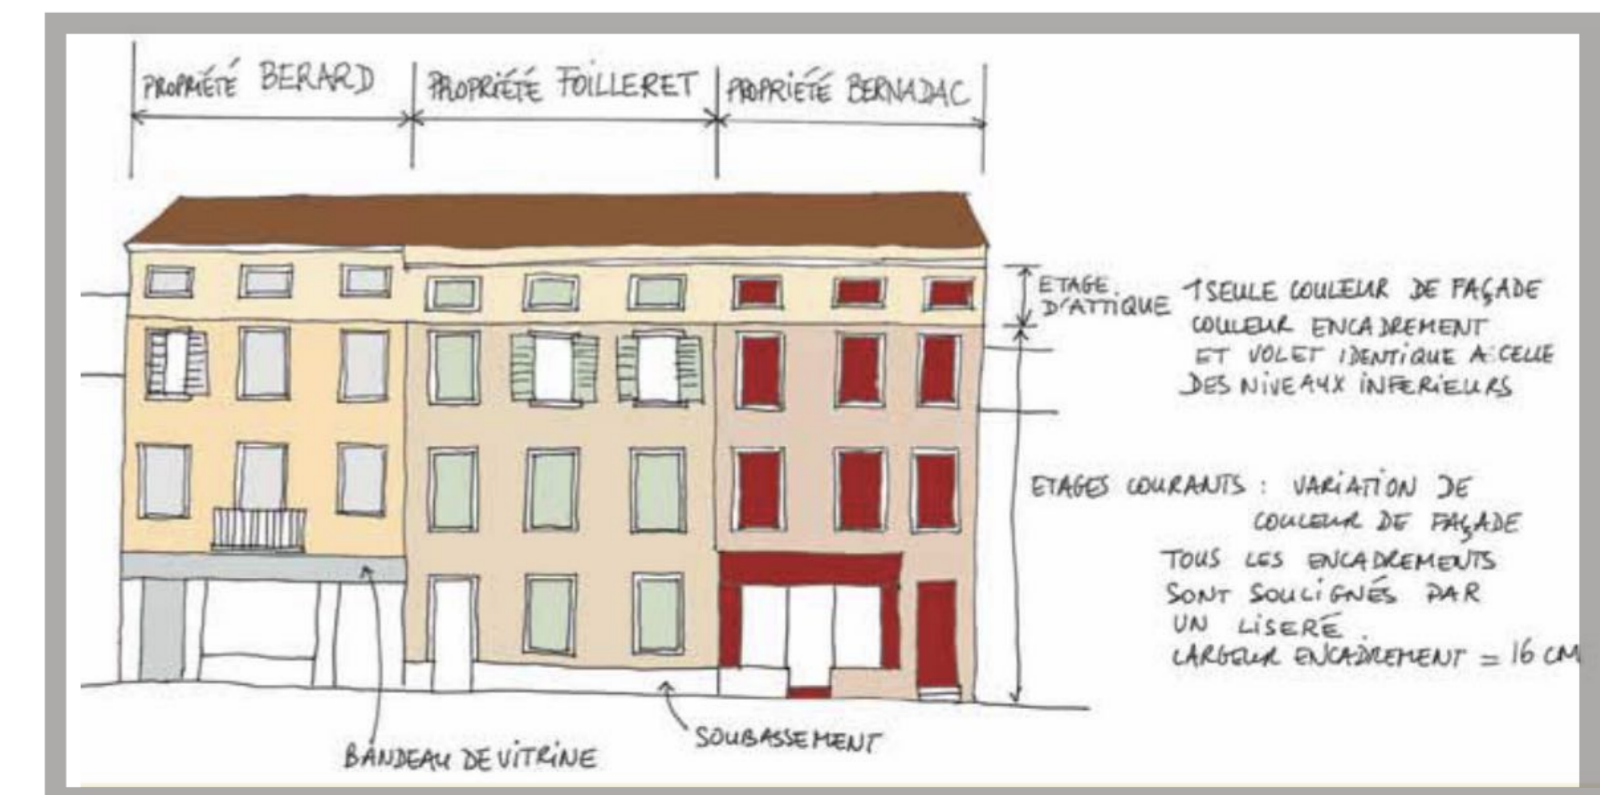 PROPRIÉTÉ BERARD
PROPRIÉTÉ FOILLERET
PROPRIÉTÉ BERNADAC
ETAGE
D'ATTIQUE
1 SEULE COULEUR DE FAÇADE
COULEUR ENCADREMENT
ET VOLET IDENTIQUE A CELLE
DES NIVEAUX INFERIEURS
ETAGES COURANTS : VARIATION DE
COULEUR DE FAÇADE
TOUS LES ENCADREMENTS
SONT SOULIGNÉS PAR
UN LISERÉ
LARGEUR ENCADREMENT = 16 CM
BANDEAU DE VITRINE
SOUBASSEMENT